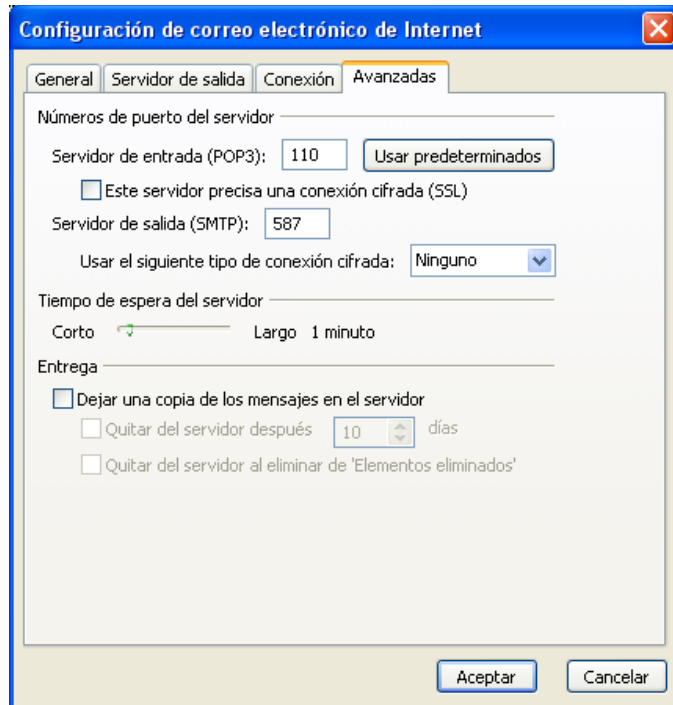 Configuración de correo electrónico de Internet
General Servidor de salida Conexión Avanzadas
Números de puerto del servidor
Servidor de entrada (POP3): 110 Usar predeterminados
Este servidor precisa una conexión cifrada (SSL)
Servidor de salida (SMTP): 587
Usar el siguiente tipo de conexión cifrada: Ninguno
Tiempo de espera del servidor
Corto Largo 1 minuto
Entrega
Dejar una copia de los mensajes en el servidor
Quitar del servidor después 10 días
Quitar del servidor al eliminar de 'Elementos eliminados'
Aceptar Cancelar